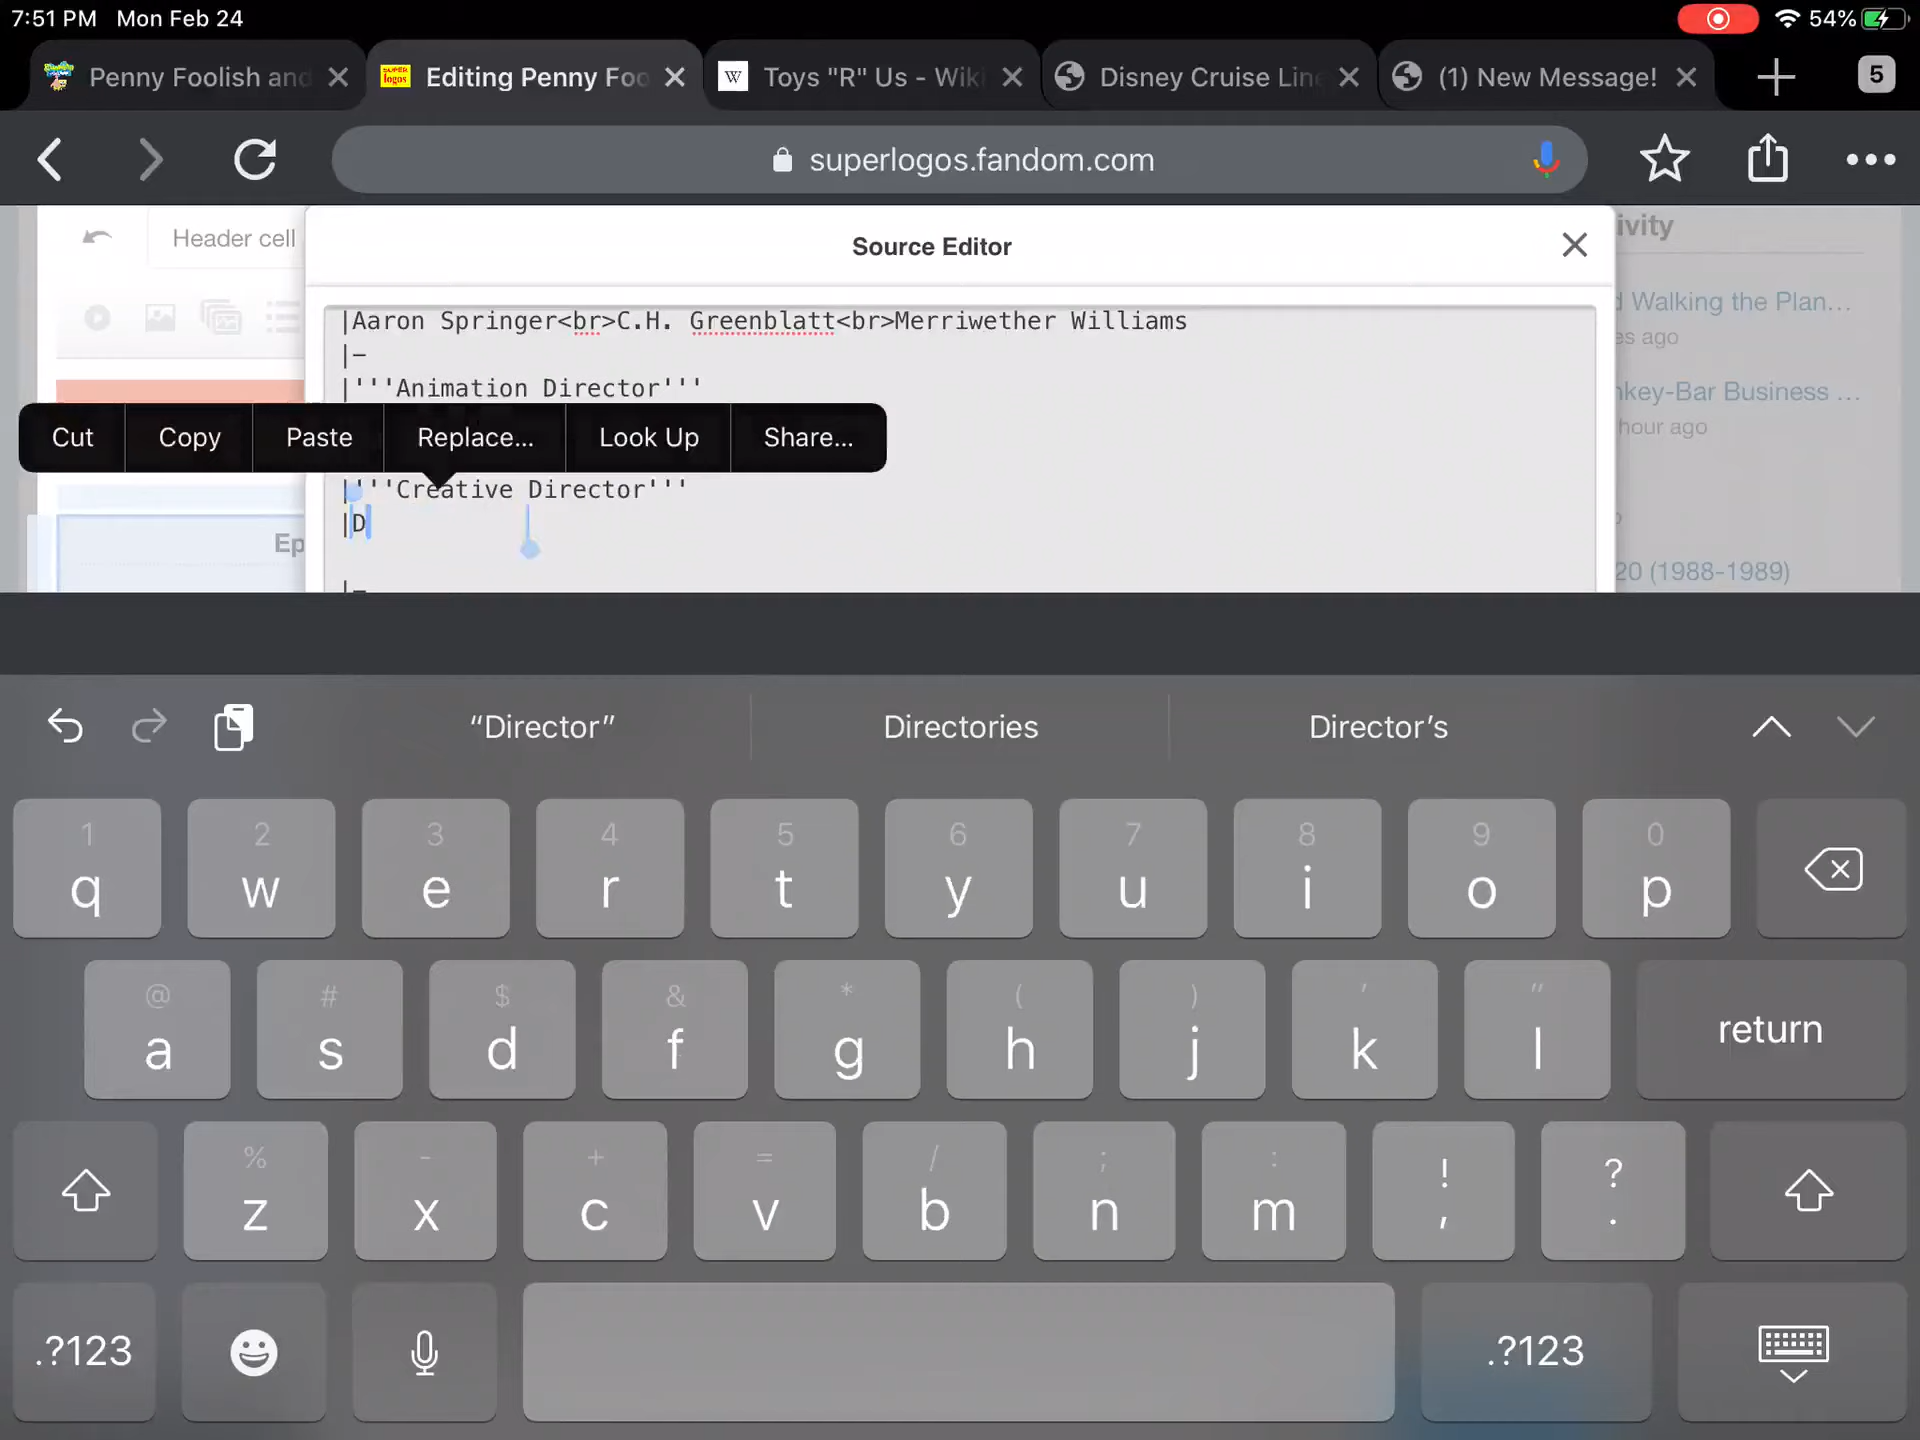 7:51 PM Mon Feb 24
54%
Penny Foolish and
SUPER logos
Editing Penny Foo
W
Toys "R" Us - Wiki
Disney Cruise Line
(1) New Message!
5
superlogos.fandom.com
Header cell
Source Editor
ivity
|Aaron Springer<br>C.H. Greenblatt<br>Merriwether Williams
|-
|'''Animation Director'''
Cut Copy Paste Replace... Look Up Share...
|'''Creative Director'''
|D
|-
Ep
d Walking the Plan...
es ago
nkey-Bar Business ...
hour ago
20 (1988-1989)
“Director” Directories Director’s
1 2 3 4 5 6 7 8 9 0
q w e r t y u i o p
@ # $ & * ( ) ' "
a s d f g h j k l return
% - + = / ; : ! ?
z x c v b n m , .
.?123 .?123